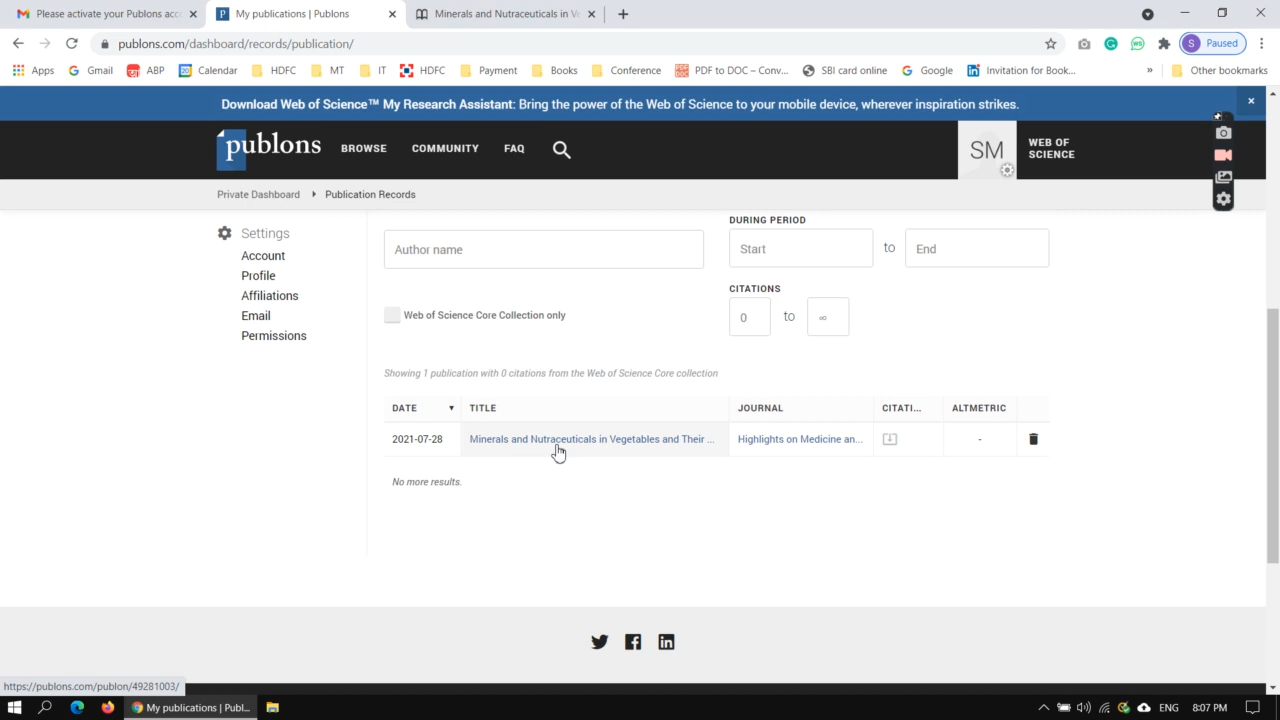 Please activate your Publons acc
My publications | Publons
Minerals and Nutraceuticals in Ve
publons.com/dashboard/records/publication/
S Paused
Apps Gmail ABP Calendar HDFC MT IT HDFC Payment Books Conference PDF to DOC – Conv... SBI card online Google Invitation for Book... » Other bookmarks
Download Web of Science™ My Research Assistant: Bring the power of the Web of Science to your mobile device, wherever inspiration strikes.
publons BROWSE COMMUNITY FAQ SM WEB OF SCIENCE
Private Dashboard Publication Records
Settings
Account
Profile
Affiliations
Email
Permissions
DURING PERIOD
Author name Start to End
CITATIONS
Web of Science Core Collection only 0 to ∞
Showing 1 publication with 0 citations from the Web of Science Core collection
DATE TITLE JOURNAL CITATI... ALTMETRIC
2021-07-28 Minerals and Nutraceuticals in Vegetables and Their ... Highlights on Medicine an... -
No more results.
https://publons.com/publon/49281003/
My publications | Publ... ENG 8:07 PM